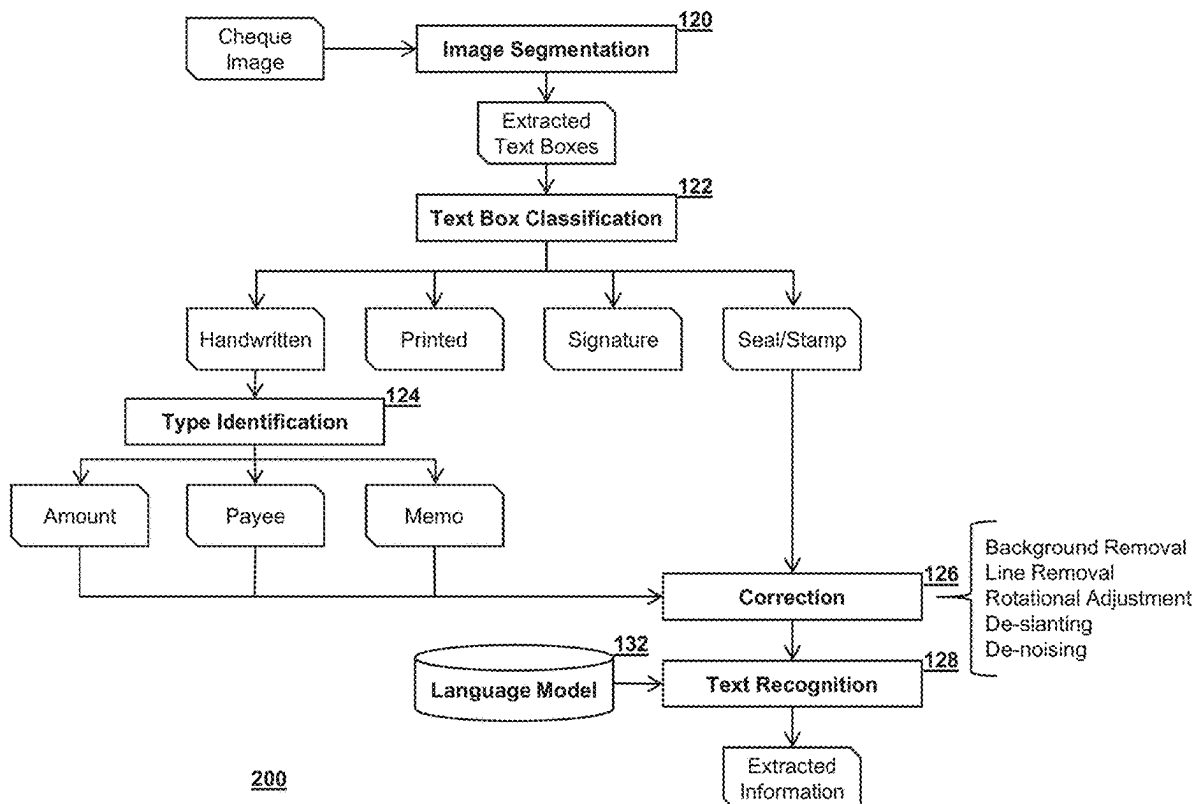 120
Cheque
Image
Image Segmentation
Extracted
Text Boxes
122
Text Box Classification
Handwritten
Printed
Signature
Seal/Stamp
124
Type Identification
Amount
Payee
Memo
126
Correction
Background Removal
Line Removal
Rotational Adjustment
De-slanting
De-noising
132
Language Model
128
Text Recognition
Extracted
Information
200